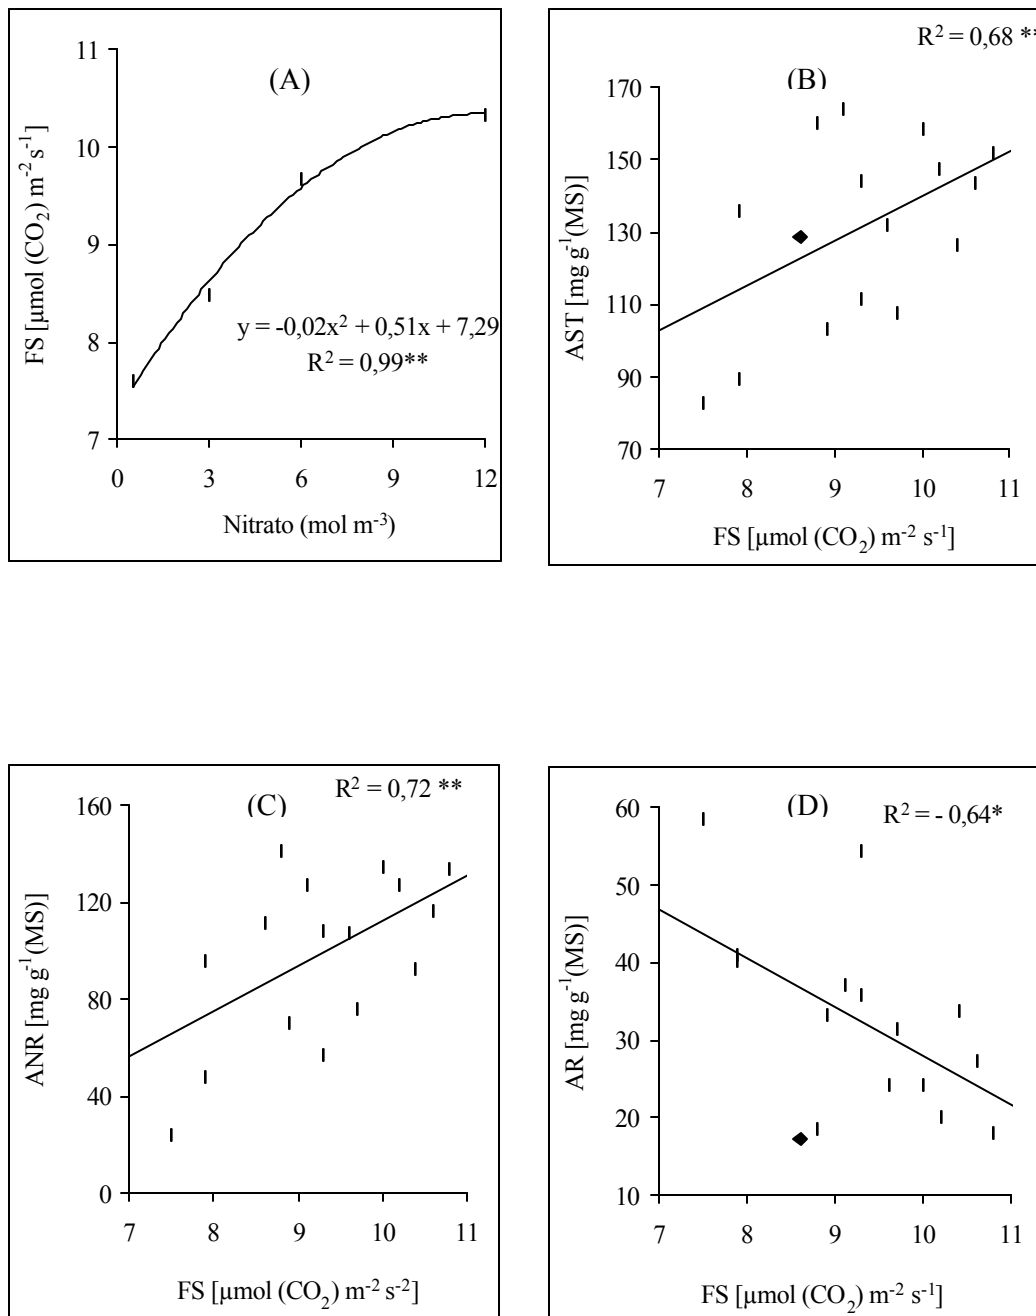 (A)
FS [μmol (CO₂) m⁻² s⁻¹]
11
10
9
8
7
y = -0,02x² + 0,51x + 7,29
R² = 0,99**
0 3 6 9 12
Nitrato (mol m⁻³)
R² = 0,68 **
(B)
AST [mg g⁻¹(MS)]
170
150
130
110
90
70
7 8 9 10 11
FS [μmol (CO₂) m⁻² s⁻¹]
R² = 0,72 **
(C)
ANR [mg g⁻¹(MS)]
160
120
80
40
0
7 8 9 10 11
FS [μmol (CO₂) m⁻² s⁻²]
(D)
R² = - 0,64*
AR [mg g⁻¹(MS)]
60
50
40
30
20
10
7 8 9 10 11
FS [μmol (CO₂) m⁻² s⁻¹]